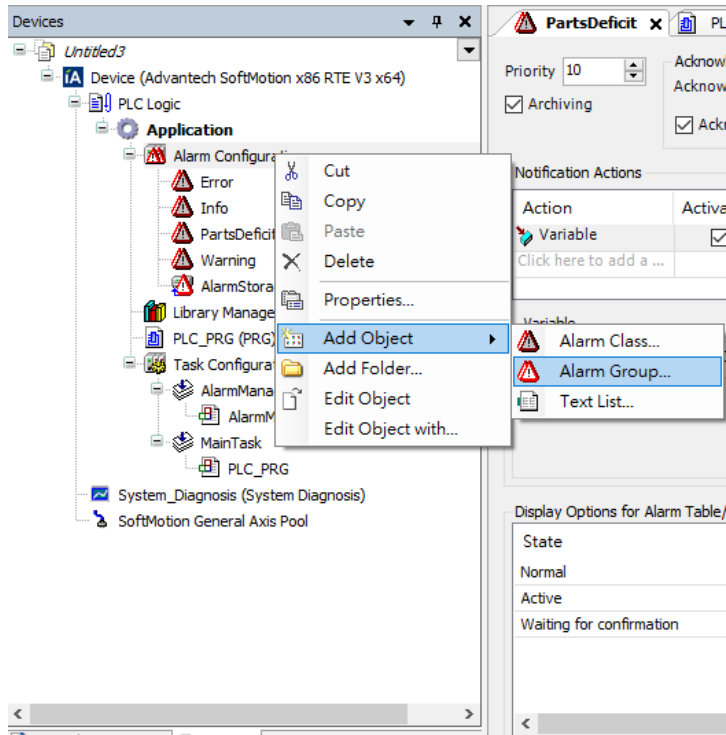 Devices
Untitled3
Device (Advantech SoftMotion x86 RTE V3 x64)
PLC Logic
Application
Alarm Configuration
Error
Info
PartsDeficit
Warning
AlarmStora
Library Manage
PLC_PRG (PRG)
Task Configura
AlarmMana
AlarmM
MainTask
PLC_PRG
System_Diagnosis (System Diagnosis)
SoftMotion General Axis Pool
Cut
Copy
Paste
Delete
Properties...
Add Object
Add Folder...
Edit Object
Edit Object with...
Alarm Class...
Alarm Group...
Text List...
PartsDeficit
PL
Priority 10
Archiving
Acknow
Acknow
Ackn
Notification Actions
Action Activa
Variable
Click here to add a ...
Variable
Display Options for Alarm Table/
State
Normal
Active
Waiting for confirmation